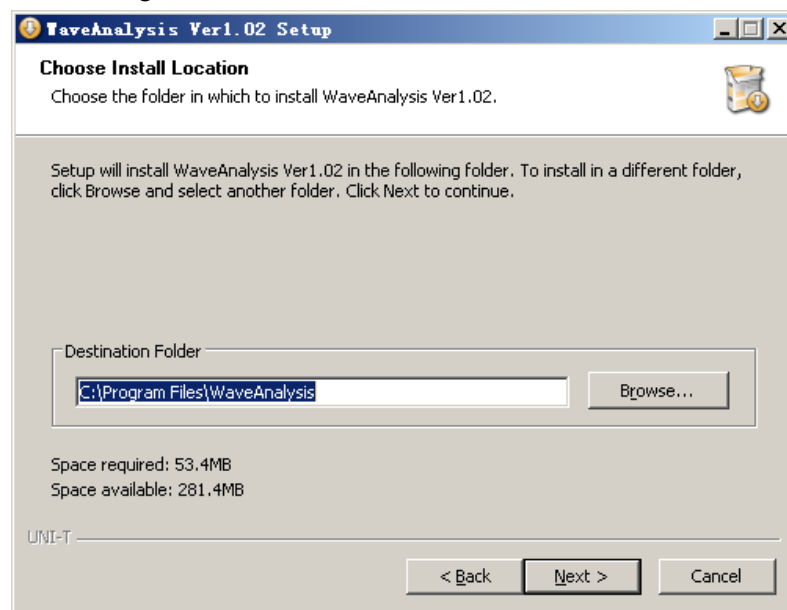 WaveAnalysis Ver1.02 Setup
Choose Install Location
Choose the folder in which to install WaveAnalysis Ver1.02.
Setup will install WaveAnalysis Ver1.02 in the following folder. To install in a different folder,
click Browse and select another folder. Click Next to continue.
Destination Folder
C:\Program Files\WaveAnalysis
Browse...
Space required: 53.4MB
Space available: 281.4MB
UNI-T
< Back Next > Cancel